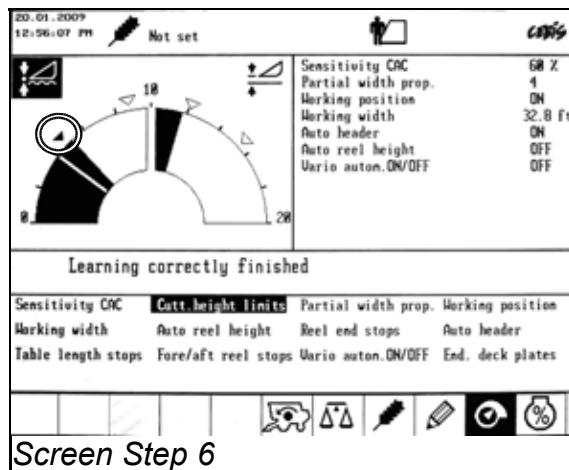 20.01.2009
12:56:07 PM Not set CEBIS
10
0 20
Sensitivity CAC 60 %
Partial width prop. 4
Working position ON
Working width 32.8 ft
Auto header ON
Auto reel height OFF
Vario autom.ON/OFF OFF
Learning correctly finished
Sensitivity CAC Cutt.height limits Partial width prop. Working position
Working width Auto reel height Reel end stops Auto header
Table length stops Fore/aft reel stops Vario autom.ON/OFF End. deck plates
%
Screen Step 6